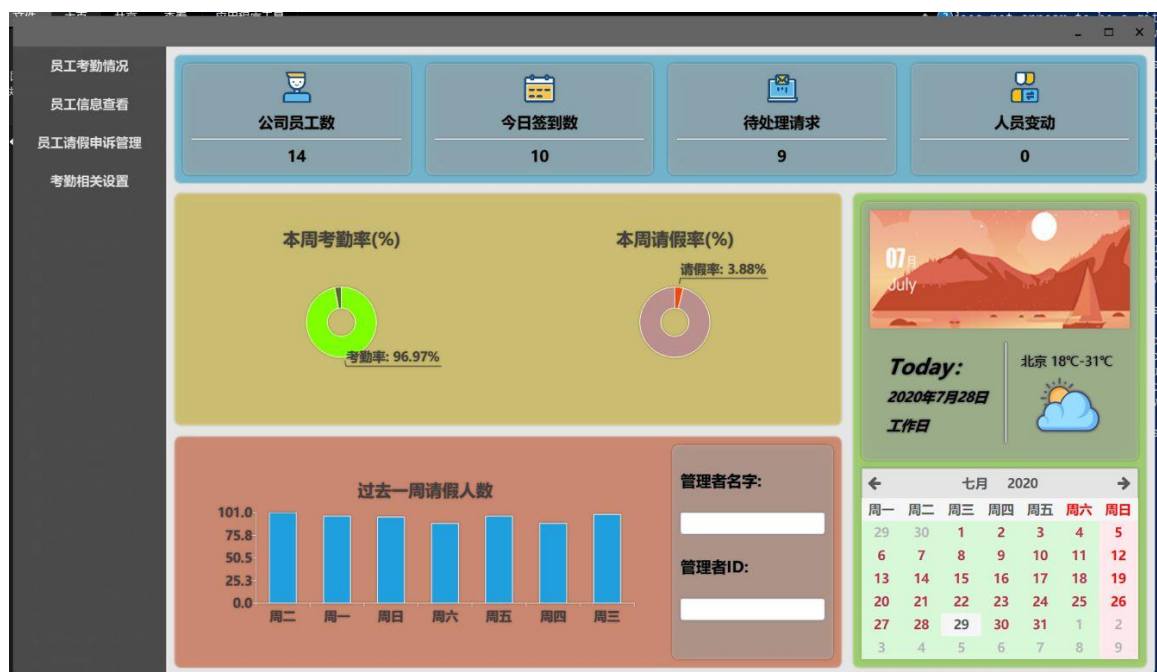 员工考勤情况
员工信息查看
员工请假申诉管理
考勤相关设置
公司员工数
14
今日签到数
10
待处理请求
9
人员变动
0
本周考勤率(%)
考勤率: 96.97%
本周请假率(%)
请假率: 3.88%
07月
July
Today:
2020年7月28日
工作日
北京 18℃-31℃
过去一周请假人数
101.0
75.8
50.5
25.3
0.0
周二 周一 周日 周六 周五 周四 周三
管理者名字:
管理者ID:
七月 2020
周一 周二 周三 周四 周五 周六 周日
29 30 1 2 3 4 5
6 7 8 9 10 11 12
13 14 15 16 17 18 19
20 21 22 23 24 25 26
27 28 29 30 31 1 2
3 4 5 6 7 8 9